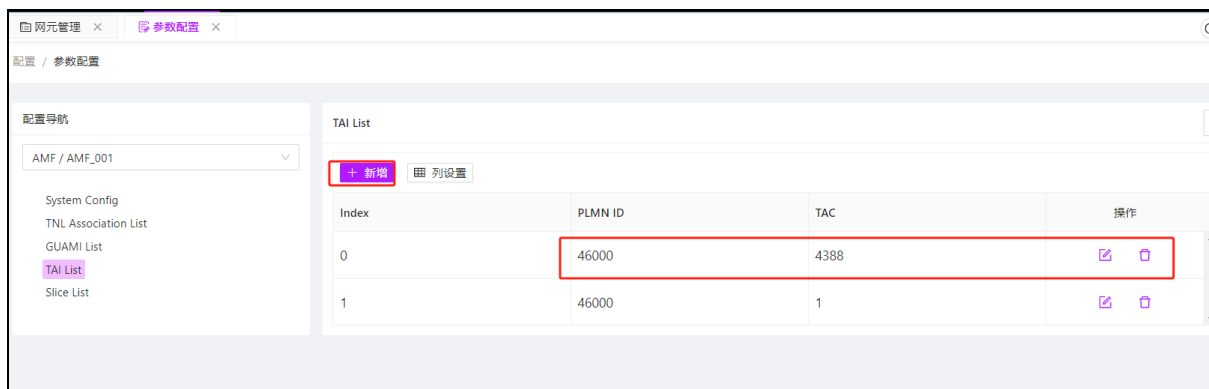 网元管理 参数配置
配置 / 参数配置
配置导航
AMF / AMF_001
System Config
TNL Association List
GUAMI List
TAI List
Slice List
TAI List
+ 新增 列设置
Index PLMN ID TAC 操作
0 46000 4388
1 46000 1